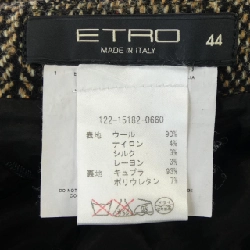 ETRO
MADE IN ITALY
44
122-15182-0660
表地 ウール 90%
ナイロン 4%
シルク 3%
レーヨン 3%
裏地 キュプラ 93%
ポリウレタン 7%